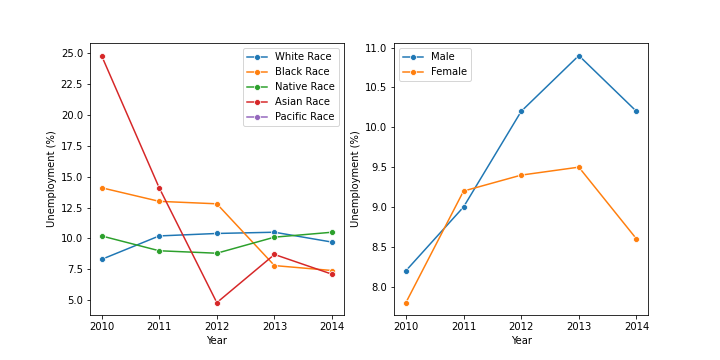 25.0
22.5
20.0
17.5
15.0
12.5
10.0
7.5
5.0
Unemployment (%)
2010 2011 2012 2013 2014
Year
White Race
Black Race
Native Race
Asian Race
Pacific Race
11.0
10.5
10.0
9.5
9.0
8.5
8.0
Unemployment (%)
2010 2011 2012 2013 2014
Year
Male
Female